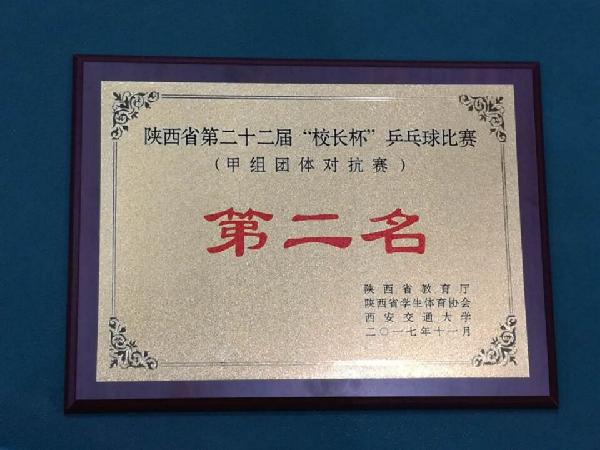 陕西省第二十二届“校长杯”乒乓球比赛
（甲组团体对抗赛）
第二名
陕西省教育厅
陕西省学生体育协会
西安交通大学
二〇一七年十一月